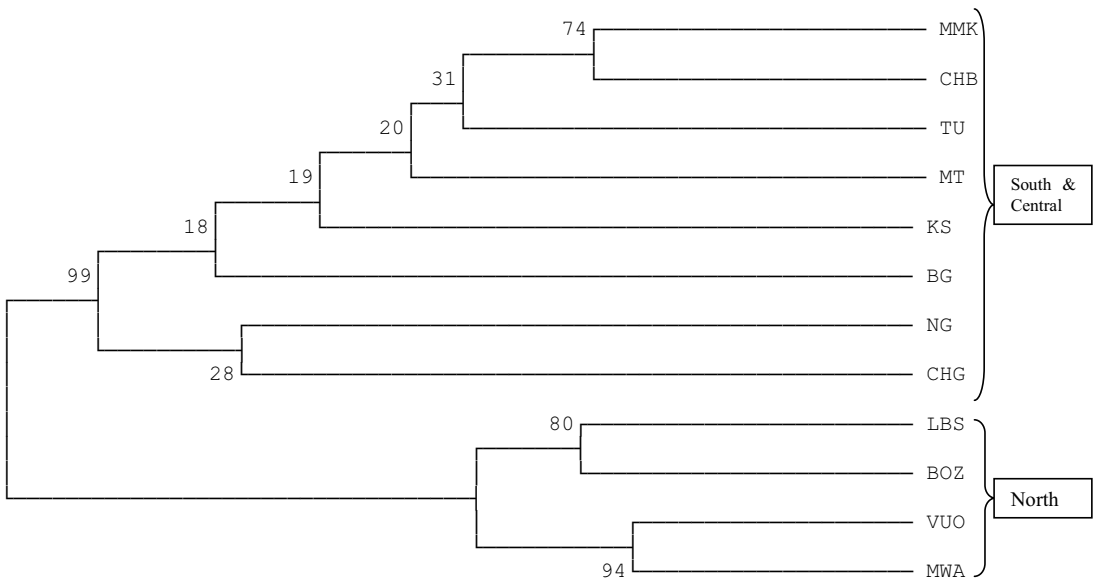 74
MMK
31
CHB
20
TU
19
MT
South & 
Central
18
KS
99
BG
NG
28
CHG
80
LBS
BOZ
North
VUO
94
MWA